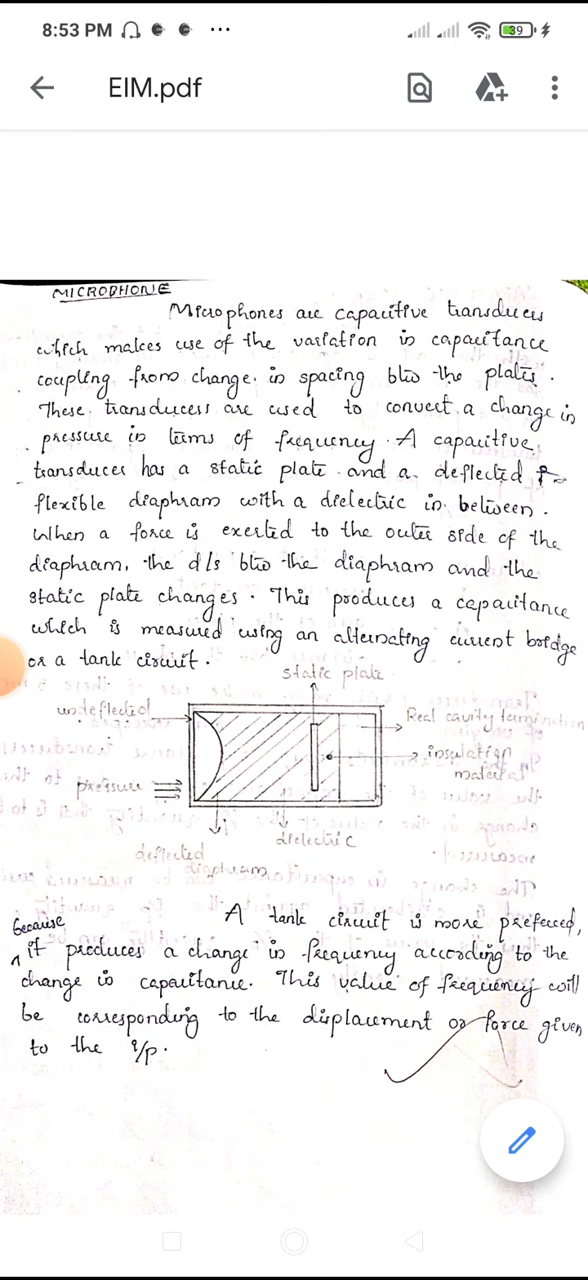 8:53 PM
39
EIM.pdf
MICROPHONE
Microphones are capacitive transducers
which makes use of the variation in capacitance
coupling from change in spacing b/w the plates.
These transducers are used to convert a change in
pressure in terms of frequency. A capacitive
transducer has a static plate and a deflected
flexible diaphram with a dielectric in between.
When a force is exerted to the outer side of the
diaphram, the d/s b/w the diaphram and the
static plate changes. This produces a capacitance
which is measured using an alternating current bridge
or a tank circuit.
static plate
undeflected
Real cavity termination
insulation
material
pressure
dielectric
deflected
diaphram
A tank circuit is more preferred,
because
it produces a change in frequency according to the
change in capacitance. This value of frequency will
be corresponding to the displacement or force given
to the i/p.